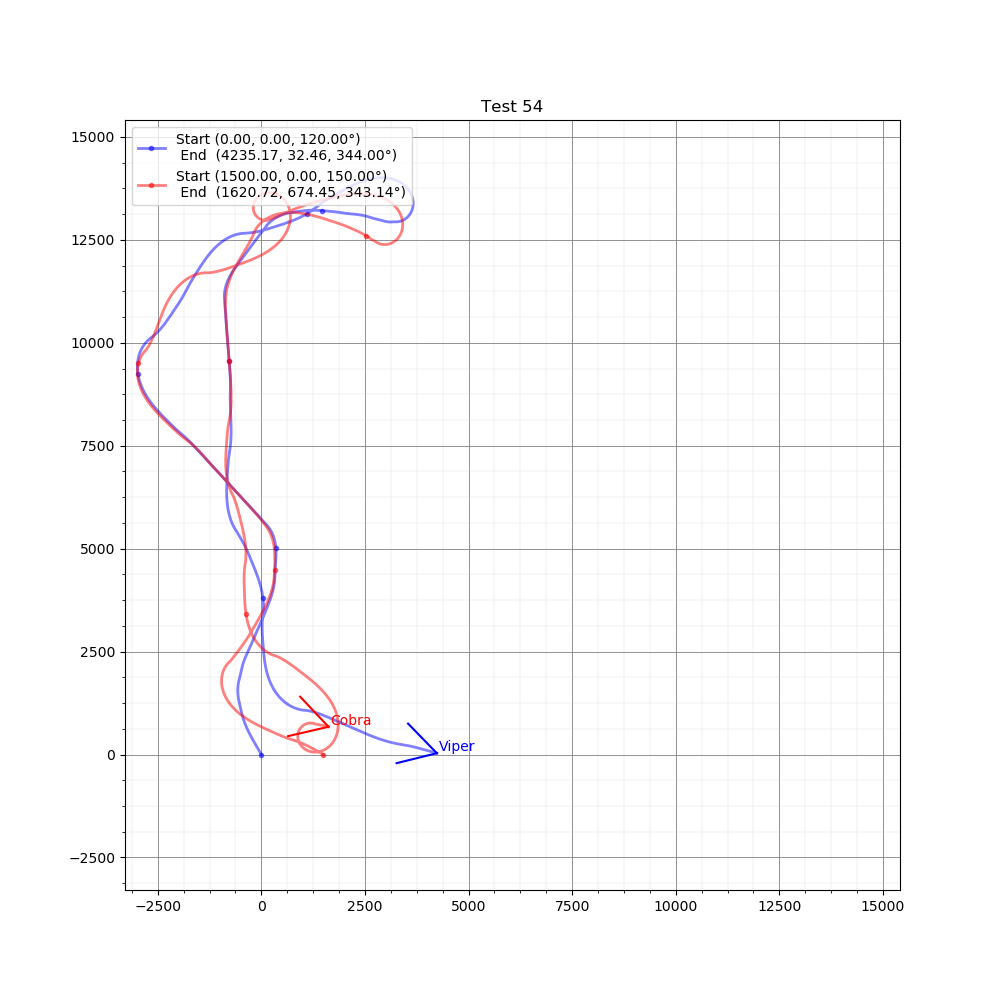 Test 54
Start (0.00, 0.00, 120.00°)
End  (4235.17, 32.46, 344.00°)
Start (1500.00, 0.00, 150.00°)
End  (1620.72, 674.45, 343.14°)
15000
12500
10000
7500
5000
2500
0
−2500
Cobra
Viper
−2500 0 2500 5000 7500 10000 12500 15000